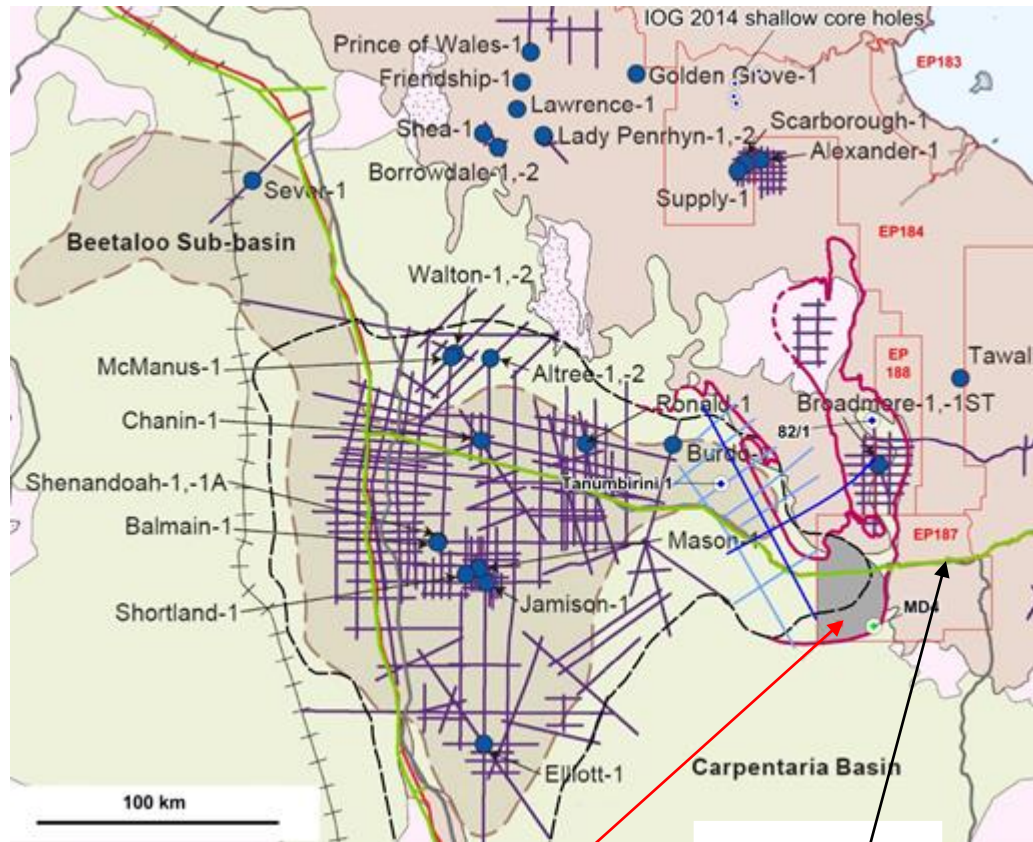 IOG 2014 shallow core holes
Prince of Wales-1
EP183
Golden Grove-1
Friendship-1
Lawrence-1
Scarborough-1
Shea-1
Lady Penrhyn-1,-2
Alexander-1
Borrowdale-1,-2
Sever-1
Supply-1
EP184
Beetaloo Sub-basin
Walton-1,-2
McManus-1
Altree-1,-2
EP
188
Tawal
Ronald-1
Broadmere-1,-1ST
Chanin-1
82/1
Burdo-1
Shenandoah-1,-1A
Tanumbirini 1
Balmain-1
Mason-1
EP187
Shortland-1
Jamison-1
MD4
Elliott-1
Carpentaria Basin
100 km